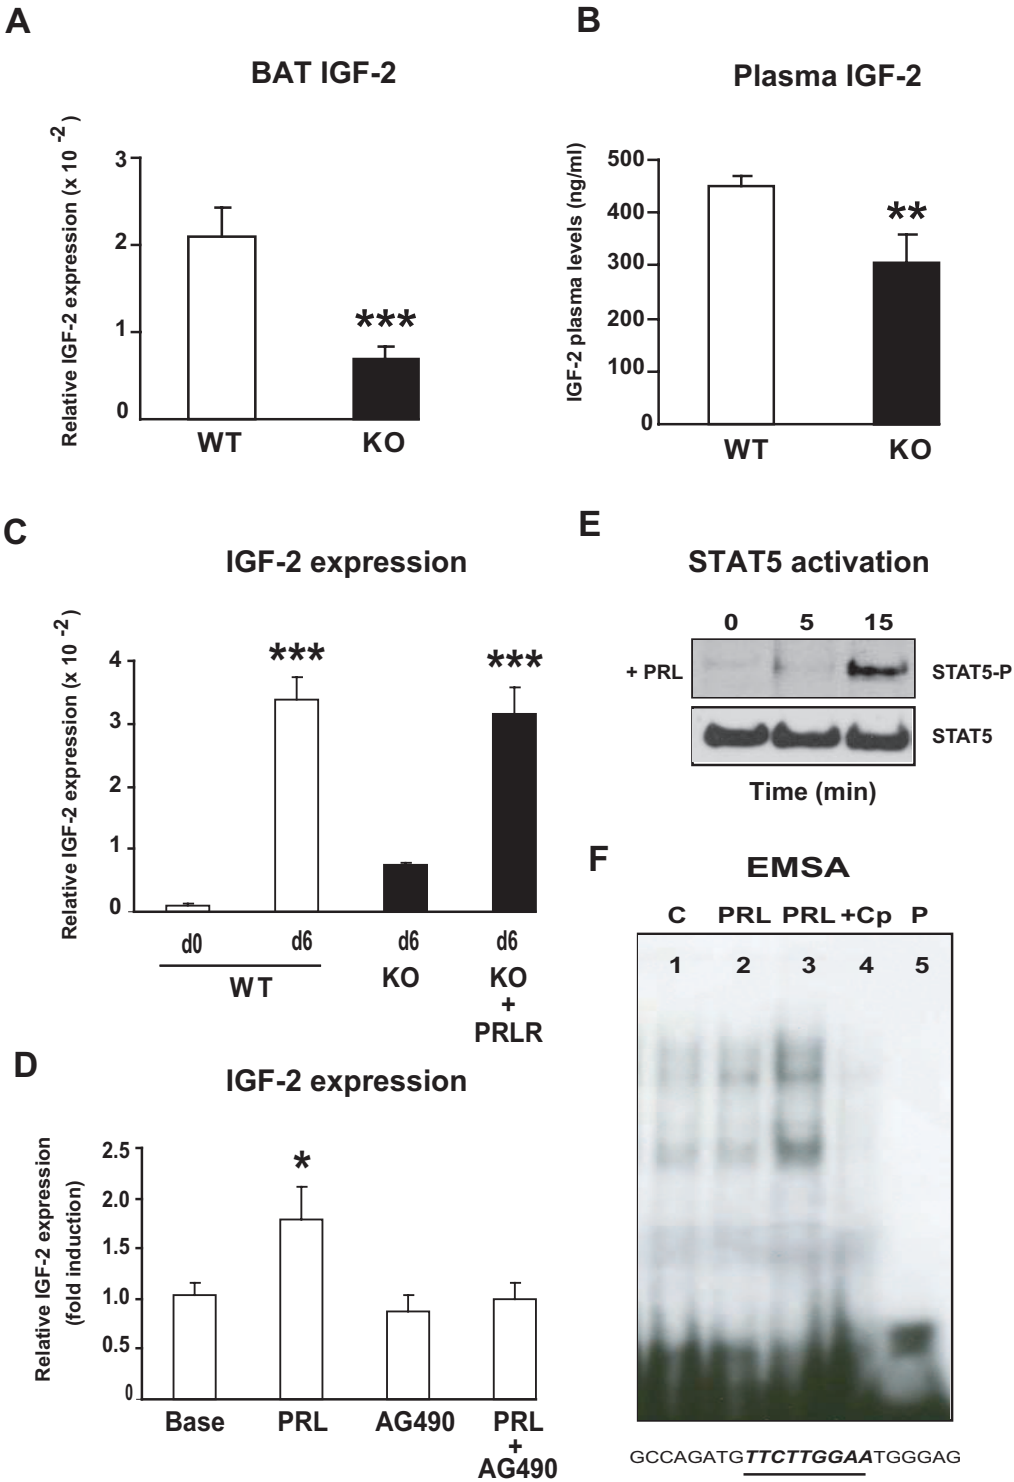 A
BAT IGF-2
Relative IGF-2 expression (x 10 -2 )
3
2
1
0
***
WT KO
B
Plasma IGF-2
IGF-2 plasma levels (ng/ml)
500
400
300
200
100
0
**
WT KO
C
IGF-2 expression
Relative IGF-2 expression (x 10 -2 )
4
3
2
1
0
*** ***
d0 d6 d6 d6
WT KO KO
+
PRLR
D
IGF-2 expression
Relative IGF-2 expression
(fold induction)
2.5
2.0
1.5
1.0
0.5
0
*
Base PRL AG490 PRL
+
AG490
E
STAT5 activation
0 5 15
+ PRL STAT5-P
STAT5
Time (min)
F
EMSA
C PRL PRL +Cp P
1 2 3 4 5
GCCAGATGTTCTTGGAATGGGAG